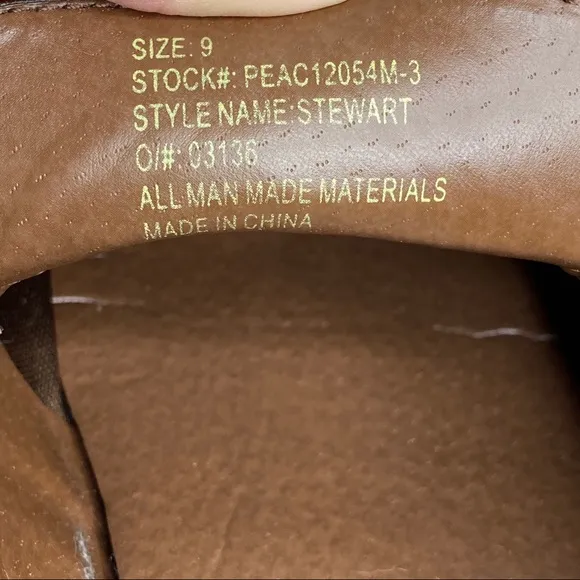 SIZE: 9
STOCK#: PEAC12054M-3
STYLE NAME: STEWART
O/#: 03136
ALL MAN MADE MATERIALS
MADE IN CHINA